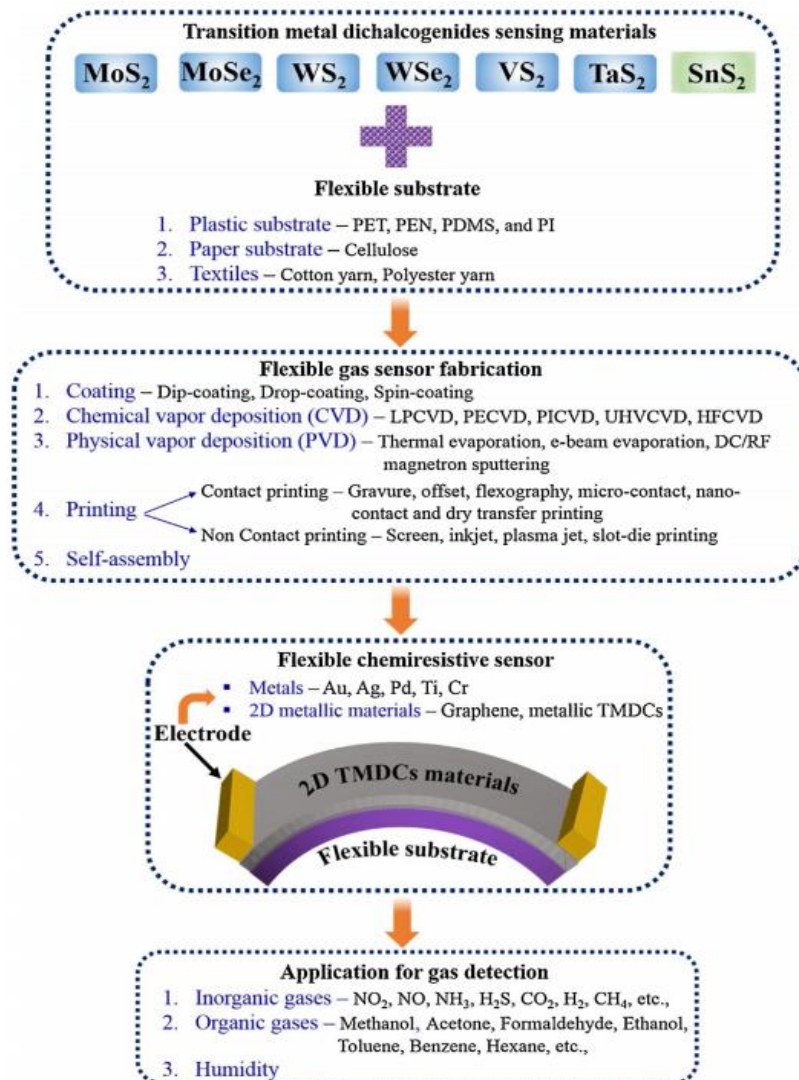 Transition metal dichalcogenides sensing materials
MoS₂ MoSe₂ WS₂ WSe₂ VS₂ TaS₂ SnS₂
Flexible substrate
1. Plastic substrate – PET, PEN, PDMS, and PI
2. Paper substrate – Cellulose
3. Textiles – Cotton yarn, Polyester yarn
Flexible gas sensor fabrication
1. Coating – Dip-coating, Drop-coating, Spin-coating
2. Chemical vapor deposition (CVD) – LPCVD, PECVD, PICVD, UHVCVD, HFCVD
3. Physical vapor deposition (PVD) – Thermal evaporation, e-beam evaporation, DC/RF
magnetron sputtering
4. Printing
Contact printing – Gravure, offset, flexography, micro-contact, nano-
contact and dry transfer printing
Non Contact printing – Screen, inkjet, plasma jet, slot-die printing
5. Self-assembly
Flexible chemiresistive sensor
▪ Metals – Au, Ag, Pd, Ti, Cr
▪ 2D metallic materials – Graphene, metallic TMDCs
Electrode
2D TMDCs materials
Flexible substrate
Application for gas detection
1. Inorganic gases – NO₂, NO, NH₃, H₂S, CO₂, H₂, CH₄, etc.,
2. Organic gases – Methanol, Acetone, Formaldehyde, Ethanol,
Toluene, Benzene, Hexane, etc.,
3. Humidity